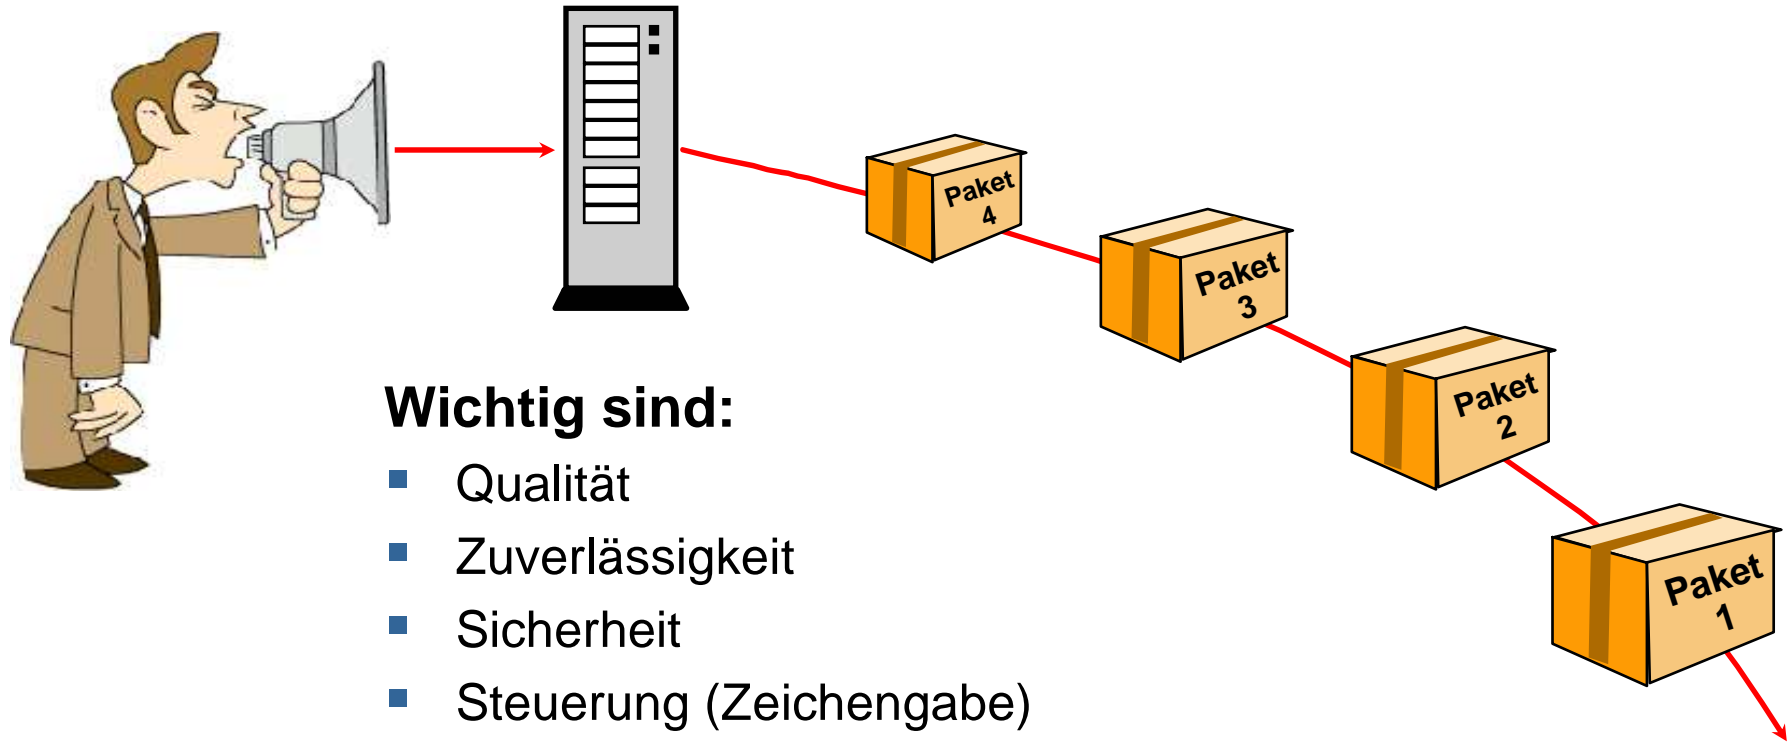 Paket
4
Paket
3
Paket
2
Paket
1
Wichtig sind:
Qualität
Zuverlässigkeit
Sicherheit
Steuerung (Zeichengabe)